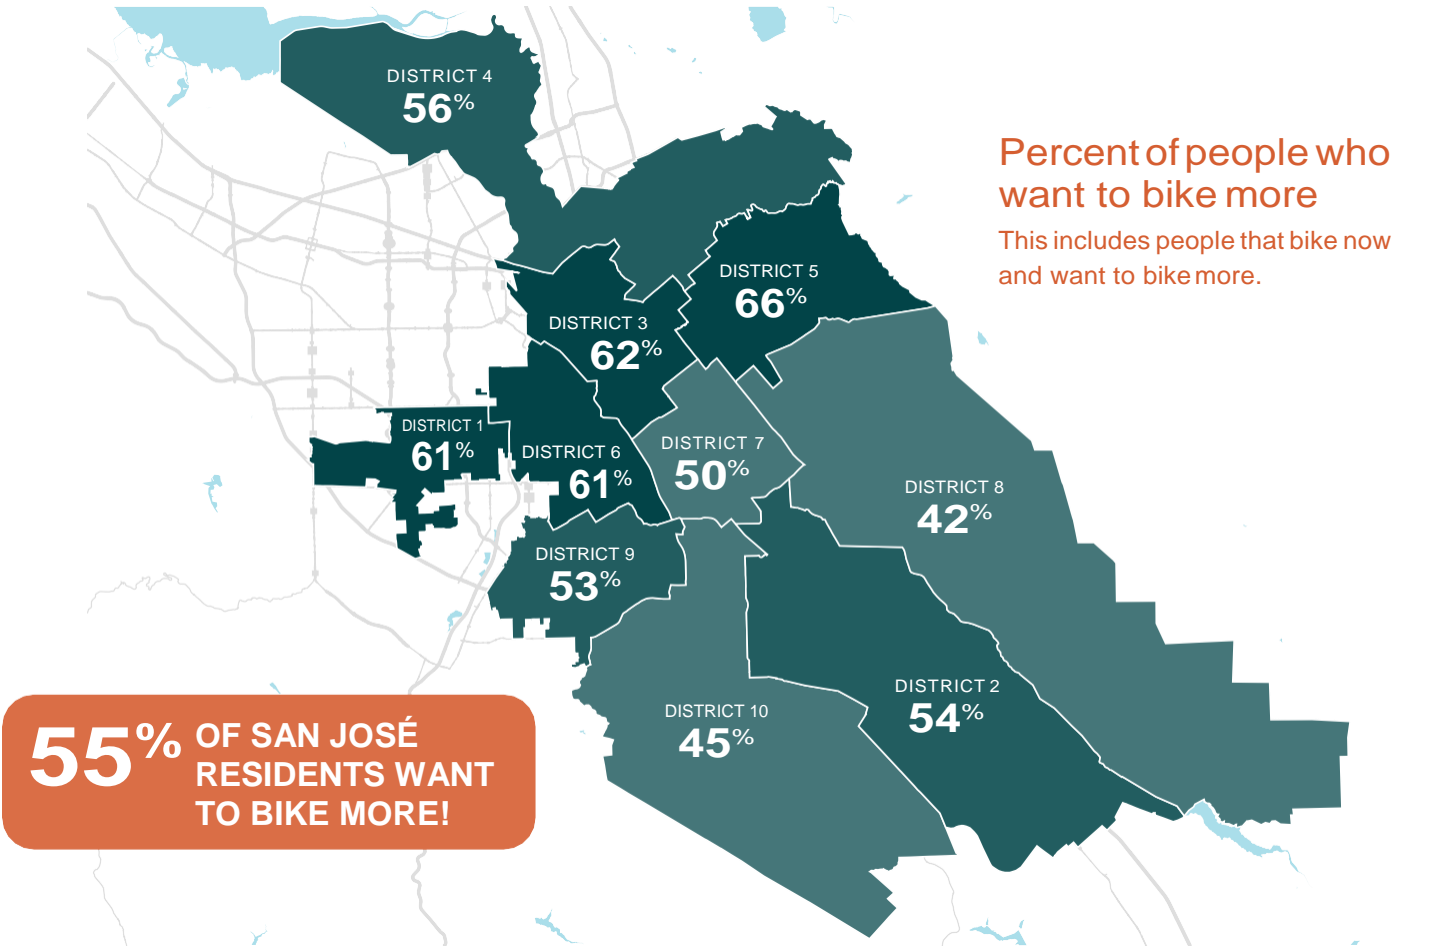 DISTRICT 4
56%
Percent of people who
want to bike more
This includes people that bike now
and want to bike more.
DISTRICT 5
66%
DISTRICT 3
62%
DISTRICT 1
61%
DISTRICT 6
61%
DISTRICT 7
50%
DISTRICT 8
42%
DISTRICT 9
53%
DISTRICT 2
54%
DISTRICT 10
45%
55% OF SAN JOSÉ
RESIDENTS WANT
TO BIKE MORE!